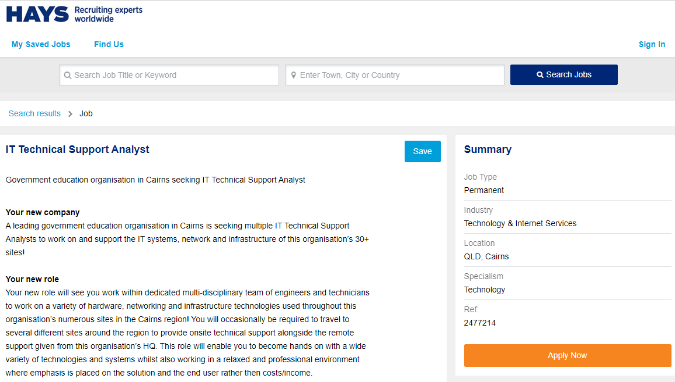 HAYS Recruiting experts
worldwide
My Saved Jobs Find Us Sign In
Search Job Title or Keyword Enter Town, City or Country Search Jobs
Search results > Job
IT Technical Support Analyst Save
Government education organisation in Cairns seeking IT Technical Support Analyst
Your new company
A leading government education organisation in Cairns is seeking multiple IT Technical Support
Analysts to work on and support the IT systems, network and infrastructure of this organisation's 30+
sites!
Your new role
Your new role will see you work within dedicated multi-disciplinary team of engineers and technicians
to work on a variety of hardware, networking and infrastructure technologies used throughout this
organisation's numerous sites in the Cairns region! You will occasionally be required to travel to
several different sites around the region to provide onsite technical support alongside the remote
support given from this organisation's HQ. This role will enable you to become hands on with a wide
variety of technologies and systems whilst also working in a relaxed and professional environment
where emphasis is placed on the solution and the end user rather then costs/income.
Summary
Job Type
Permanent
Industry
Technology & Internet Services
Location
QLD, Cairns
Specialism
Technology
Ref:
2477214
Apply Now